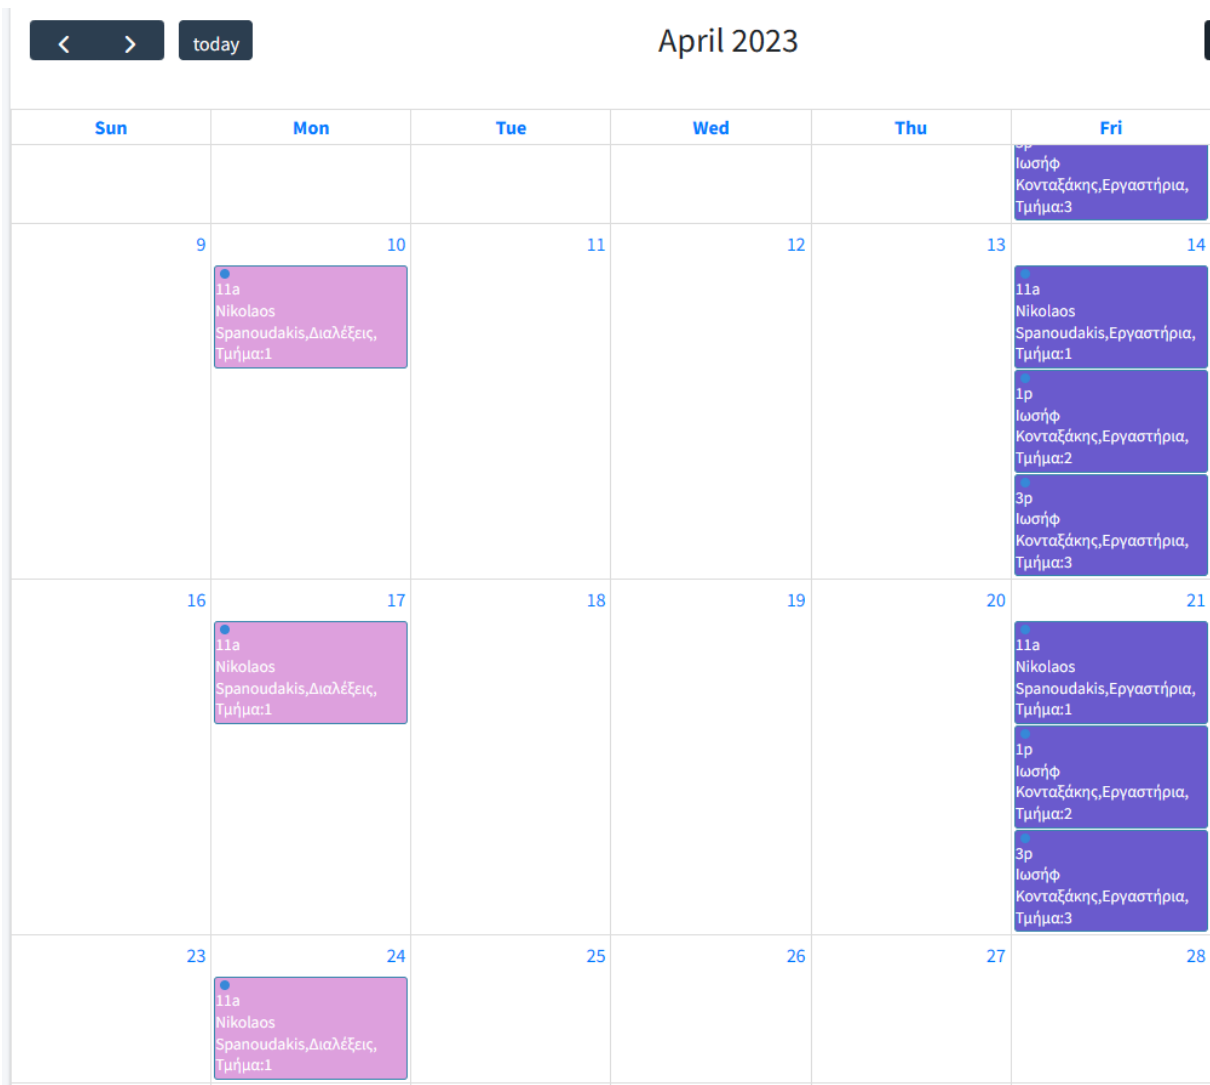 today
April 2023
Sun Mon Tue Wed Thu Fri
3p
Ιωσήφ
Κονταξάκης,Εργαστήρια,
Τμήμα:3
9 10 11 12 13 14
11a
Nikolaos
Spanoudakis,Διαλέξεις,
Τμήμα:1
11a
Nikolaos
Spanoudakis,Εργαστήρια,
Τμήμα:1
1p
Ιωσήφ
Κονταξάκης,Εργαστήρια,
Τμήμα:2
3p
Ιωσήφ
Κονταξάκης,Εργαστήρια,
Τμήμα:3
16 17 18 19 20 21
11a
Nikolaos
Spanoudakis,Διαλέξεις,
Τμήμα:1
11a
Nikolaos
Spanoudakis,Εργαστήρια,
Τμήμα:1
1p
Ιωσήφ
Κονταξάκης,Εργαστήρια,
Τμήμα:2
3p
Ιωσήφ
Κονταξάκης,Εργαστήρια,
Τμήμα:3
23 24 25 26 27 28
11a
Nikolaos
Spanoudakis,Διαλέξεις,
Τμήμα:1